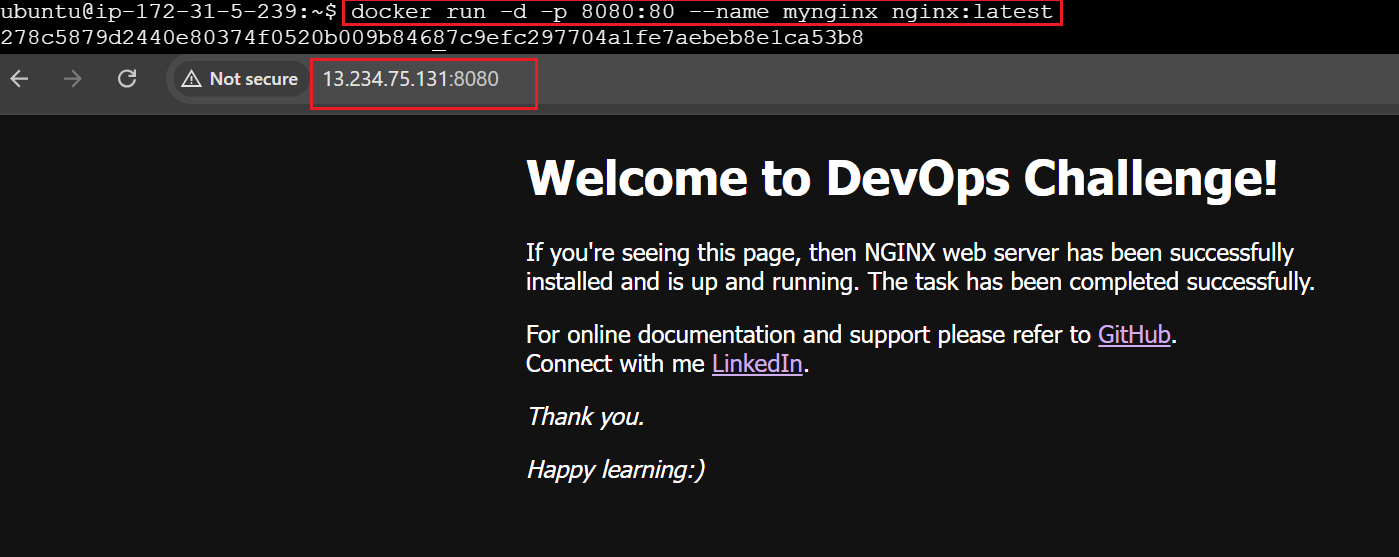 ubuntu@ip-172-31-5-239:~$ docker run -d -p 8080:80 --name mynginx nginx:latest
278c5879d2440e80374f0520b009b84687c9efc297704a1fe7aebeb8e1ca53b8
Not secure 13.234.75.131:8080
Welcome to DevOps Challenge!
If you're seeing this page, then NGINX web server has been successfully
installed and is up and running. The task has been completed successfully.
For online documentation and support please refer to GitHub.
Connect with me LinkedIn.
Thank you.
Happy learning:)